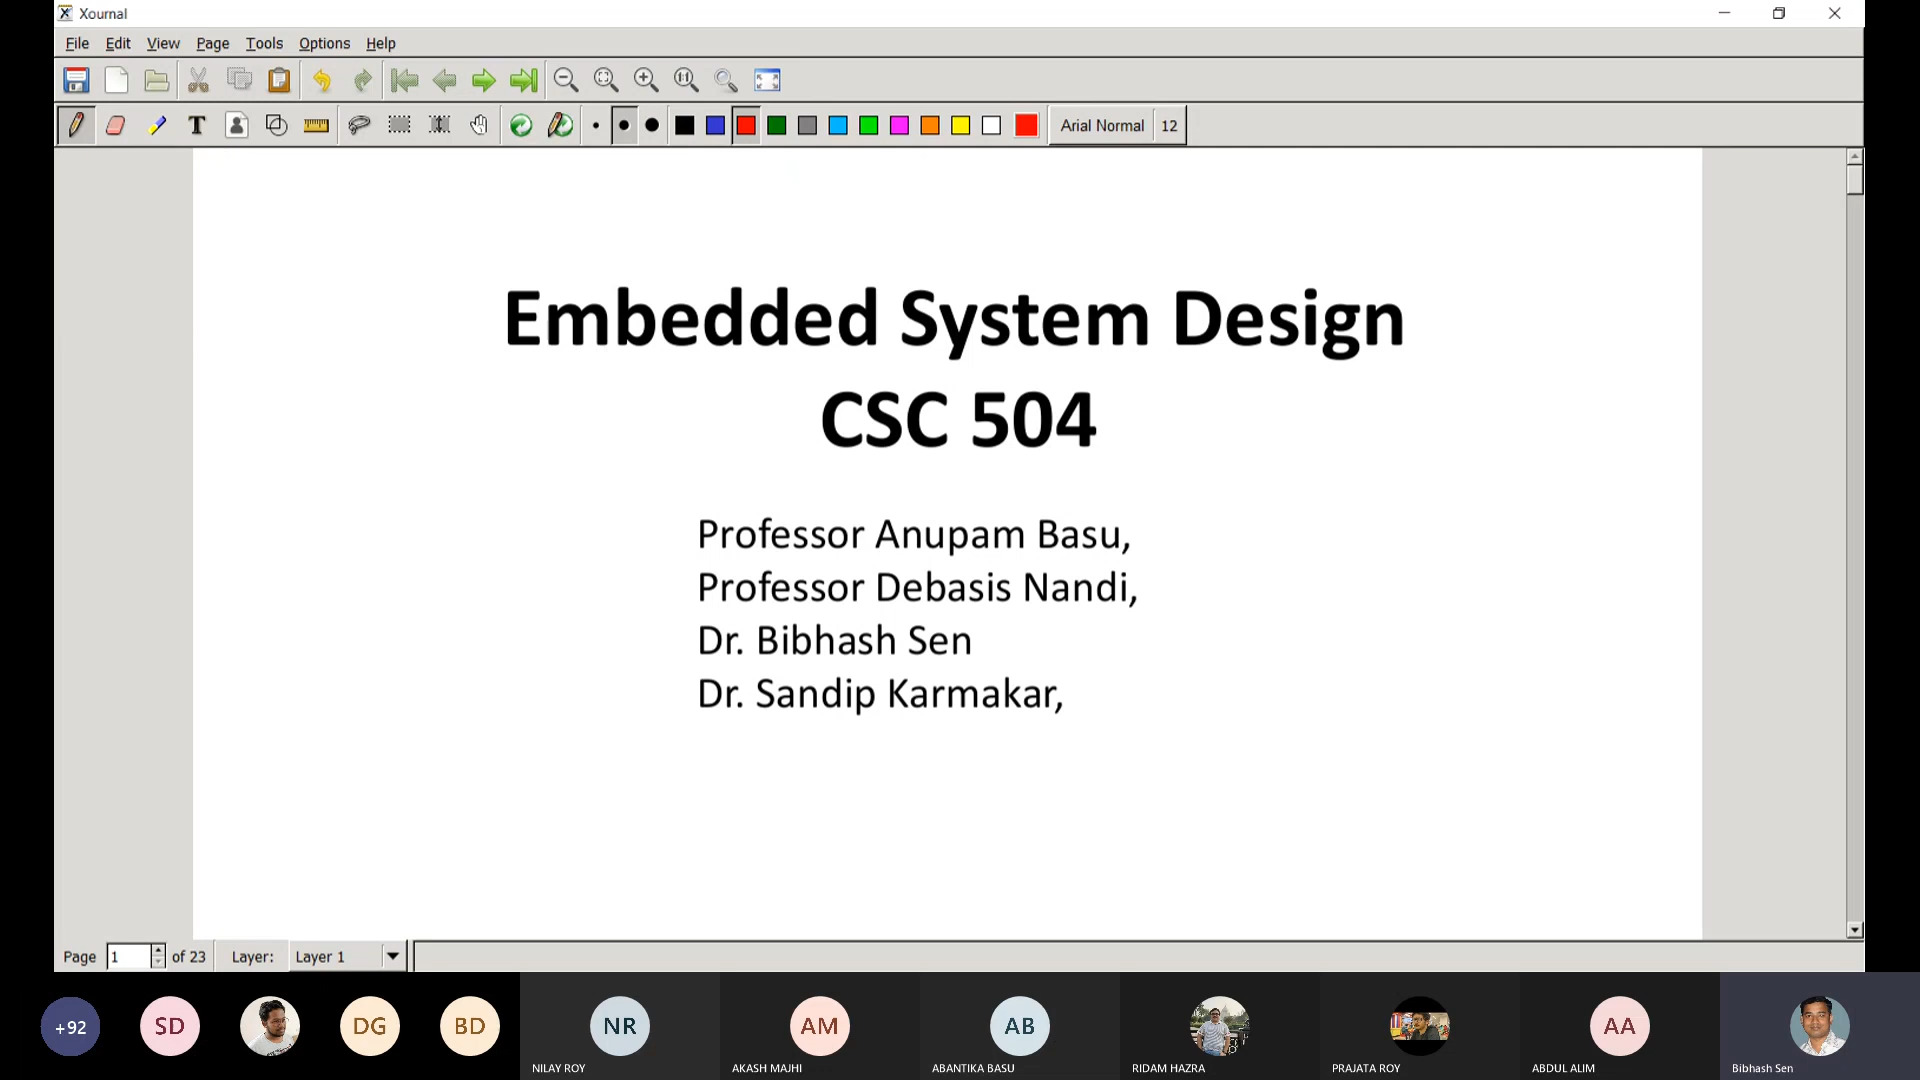 Xournal
File Edit View Page Tools Options Help
T Arial Normal 12
Embedded System Design
CSC 504
Professor Anupam Basu,
Professor Debasis Nandi,
Dr. Bibhash Sen
Dr. Sandip Karmakar,
Page 1 of 23 Layer: Layer 1
+92 SD DG BD NR AM AB AA
NILAY ROY AKASH MAJHI ABANTIKA BASU RIDAM HAZRA PRAJATA ROY ABDUL ALIM Bibhash Sen